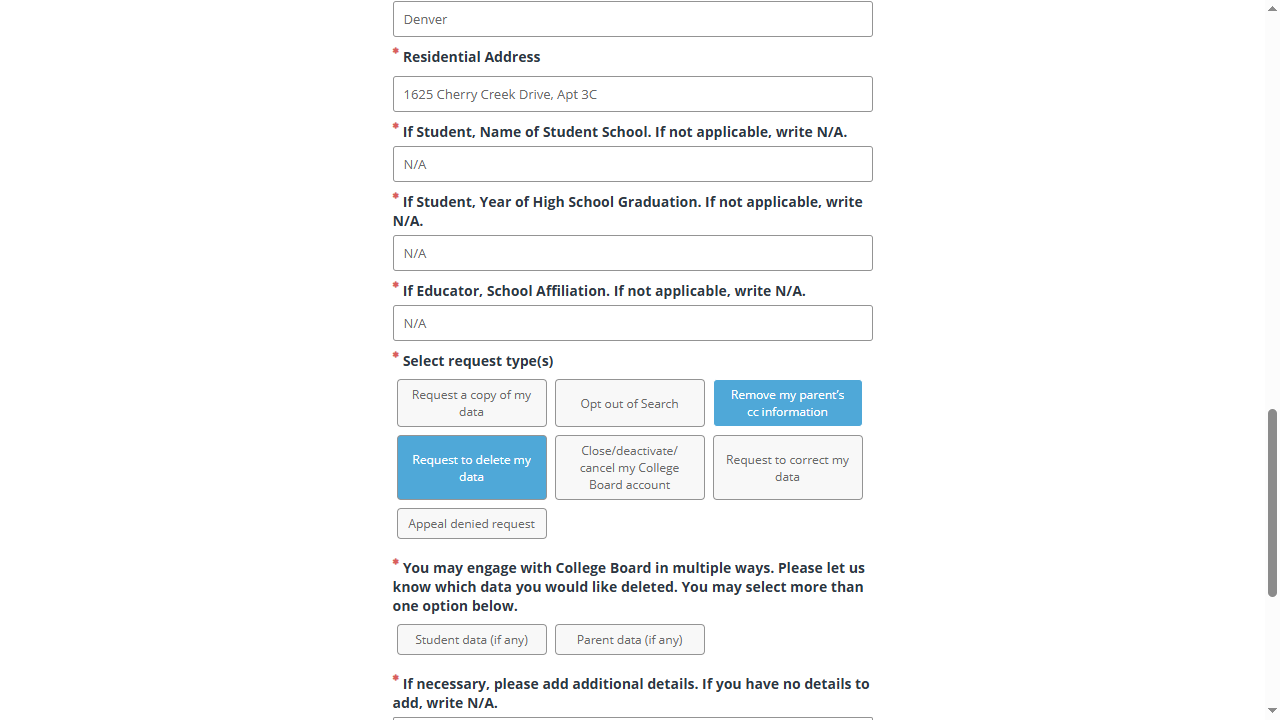 Denver
* Residential Address
1625 Cherry Creek Drive, Apt 3C
* If Student, Name of Student School. If not applicable, write N/A.
N/A
* If Student, Year of High School Graduation. If not applicable, write
N/A.
N/A
* If Educator, School Affiliation. If not applicable, write N/A.
N/A
* Select request type(s)
Request a copy of my
data
Opt out of Search
Remove my parent’s
cc information
Request to delete my
data
Close/deactivate/
cancel my College
Board account
Request to correct my
data
Appeal denied request
* You may engage with College Board in multiple ways. Please let us
know which data you would like deleted. You may select more than
one option below.
Student data (if any)
Parent data (if any)
* If necessary, please add additional details. If you have no details to
add, write N/A.